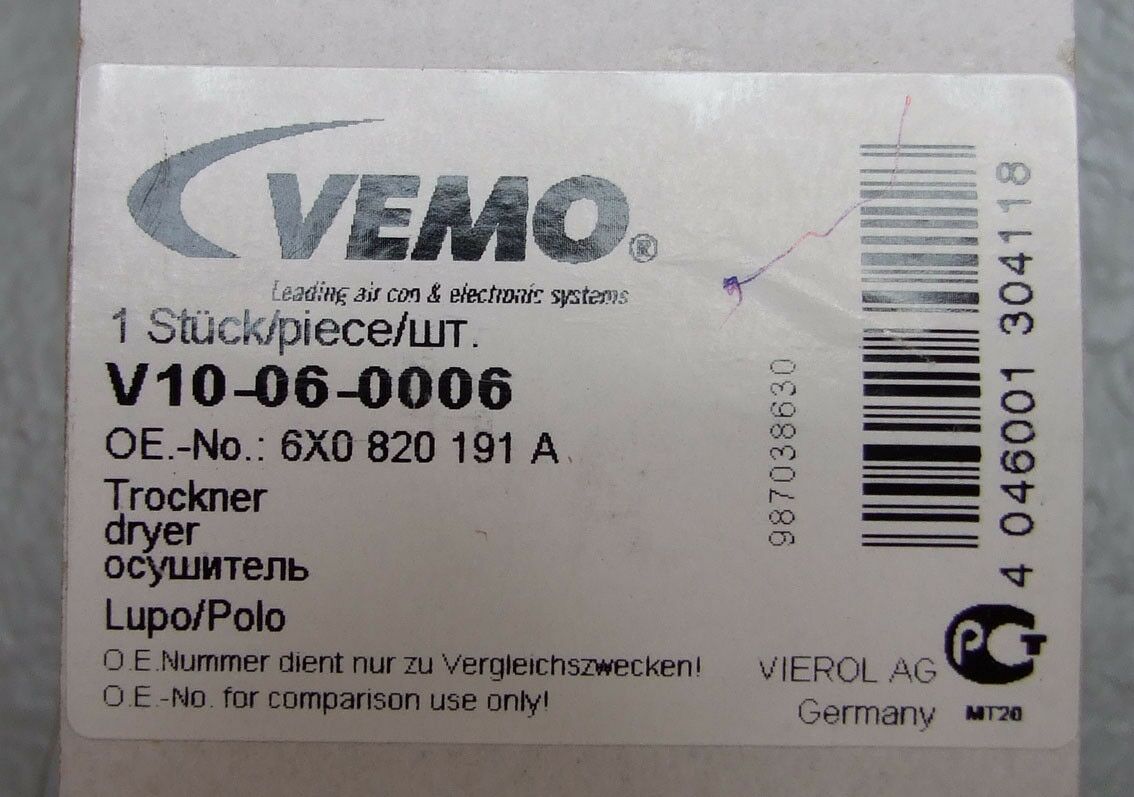 VEMO®
Leading air con & electronic systems
1 Stück/piece/шт.
V10-06-0006
OE.-No.: 6X0 820 191 A
Trockner
dryer
осушитель
Lupo/Polo
O.E.Nummer dient nur zu Vergleichszwecken!
O.E.-No. for comparison use only!
987038630
4 046001 304118
VIEROL AG
Germany
РСТ
MT20